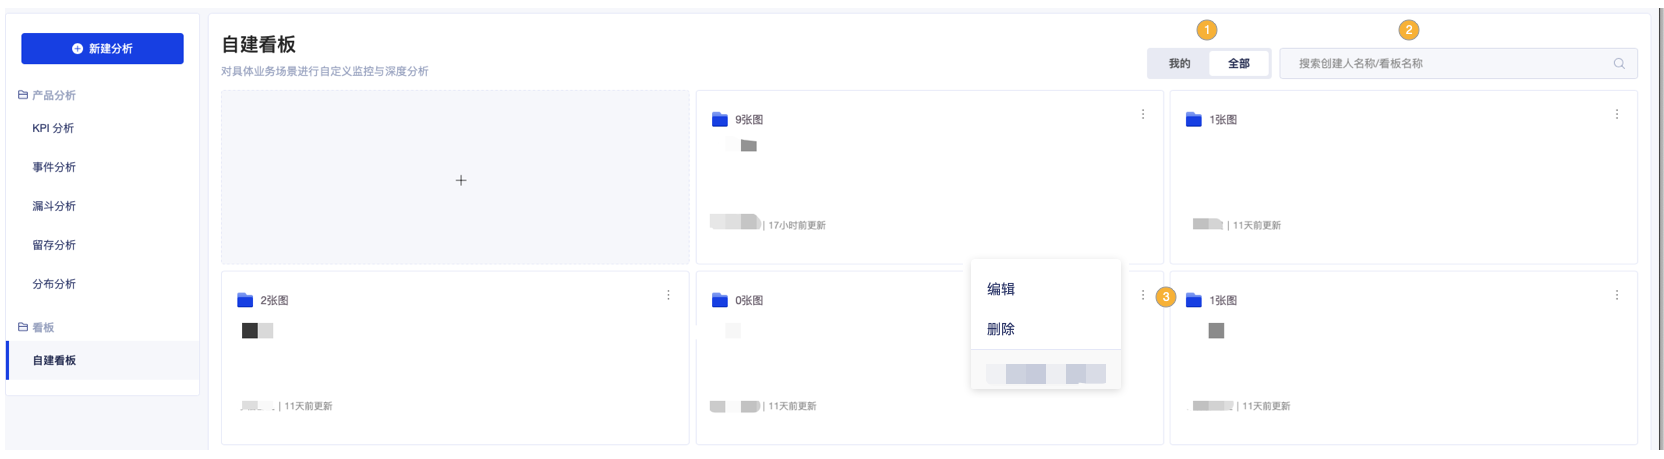 新建分析
产品分析
KPI 分析
事件分析
漏斗分析
留存分析
分布分析
看板
自建看板
自建看板
对具体业务场景进行自定义监控与深度分析
1
我的
全部
2
搜索创建人名称/看板名称
9张图
| 17小时前更新
1张图
| 11天前更新
2张图
| 11天前更新
0张图
| 11天前更新
编辑
删除
3
1张图
| 11天前更新